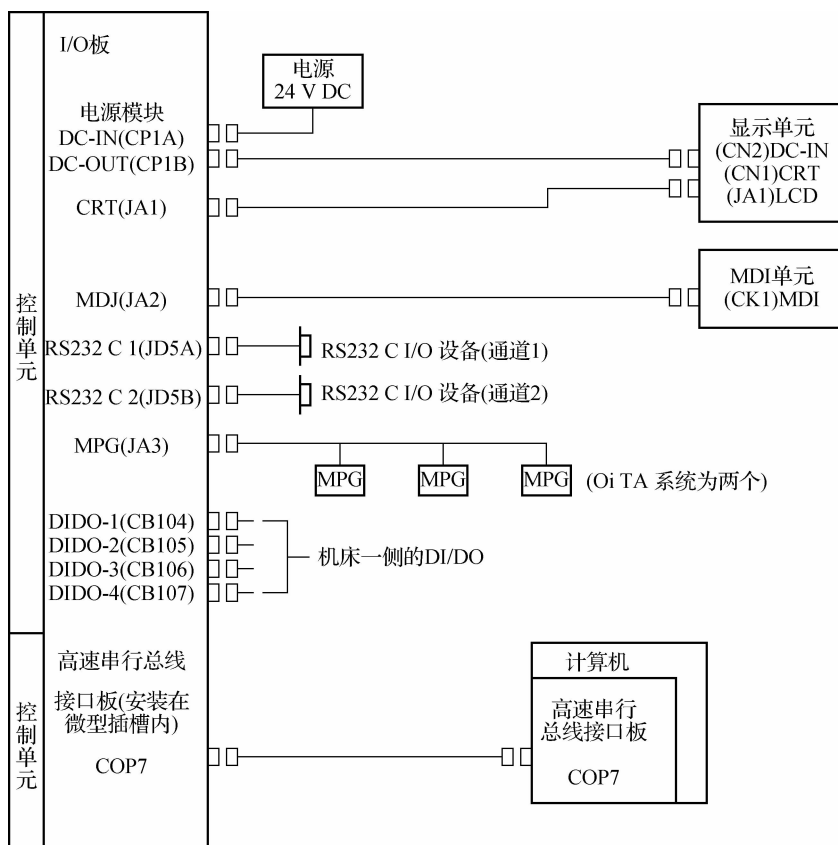 I/O板
电源
24 V DC
电源模块
DC-IN(CP1A)
DC-OUT(CP1B)
CRT(JA1)
显示单元
(CN2)DC-IN
(CN1)CRT
(JA1)LCD
MDJ(JA2)
MDI单元
(CK1)MDI
控制单元
RS232 C 1(JD5A)
RS232 C I/O 设备(通道1)
RS232 C 2(JD5B)
RS232 C I/O 设备(通道2)
MPG(JA3)
MPG
MPG
MPG
(Oi TA 系统为两个)
DIDO-1(CB104)
DIDO-2(CB105)
DIDO-3(CB106)
DIDO-4(CB107)
机床一侧的DI/DO
控制单元
高速串行总线
接口板(安装在
微型插槽内)
COP7
计算机
高速串行
总线接口板
COP7